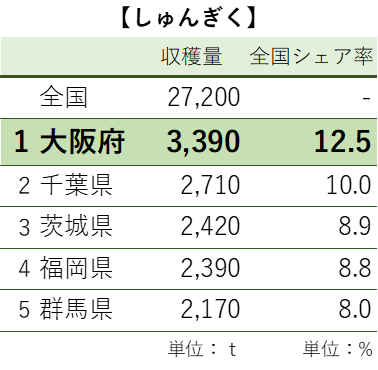 【しゅんぎく】
収穫量 全国シェア率
全国 27,200 -
1 大阪府 3,390 12.5
2 千葉県 2,710 10.0
3 茨城県 2,420 8.9
4 福岡県 2,390 8.8
5 群馬県 2,170 8.0
単位：ｔ 単位：%